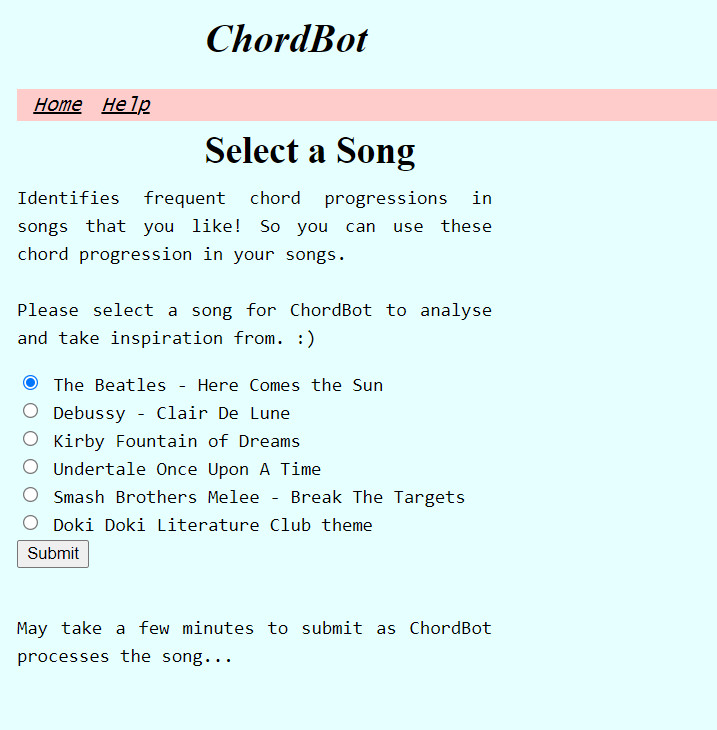 ChordBot
Home Help
Select a Song
Identifies frequent chord progressions in
songs that you like! So you can use these
chord progression in your songs.
Please select a song for ChordBot to analyse
and take inspiration from. :)
The Beatles - Here Comes the Sun
Debussy - Clair De Lune
Kirby Fountain of Dreams
Undertale Once Upon A Time
Smash Brothers Melee - Break The Targets
Doki Doki Literature Club theme
Submit
May take a few minutes to submit as ChordBot
processes the song...